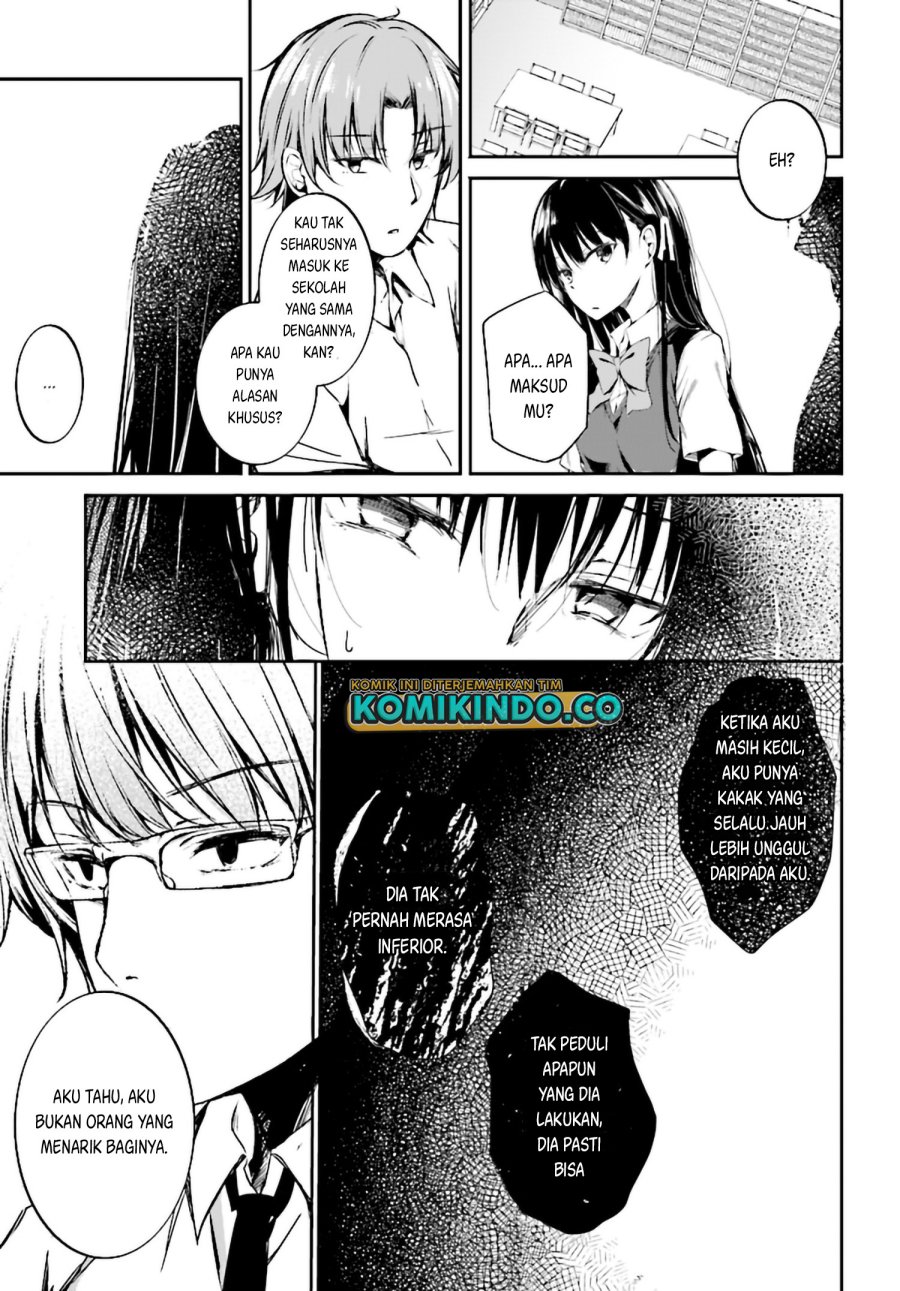 EH?
APA... APA
MAKSUD
MU?
KAU TAK
SEHARUSNYA
MASUK KE
SEKOLAH
YANG SAMA
DENGANNYA,
KAN?
APA KAU
PUNYA
ALASAN
KHUSUS?
...
KOMIK INI DITERJEMAHKAN TIM
KOMIKINDO.CO
KETIKA AKU
MASIH KECIL,
AKU PUNYA
KAKAK YANG
SELALU JAUH
LEBIH UNGGUL
DARIPADA AKU.
TAK PEDULI
APAPUN
YANG DIA
LAKUKAN,
DIA PASTI
BISA
DIA TAK
PERNAH MERASA
INFERIOR.
AKU TAHU, AKU
BUKAN ORANG YANG
MENARIK BAGINYA.